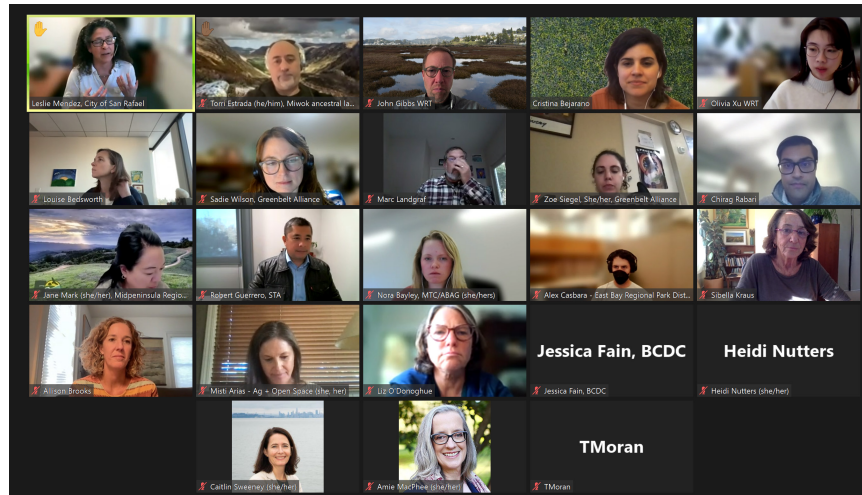 Leslie Mendez, City of San Rafael
Torri Estrada (he/him), Miwok ancestral la...
John Gibbs WRT
Cristina Bejarano
Olivia Xu WRT
Louise Bedsworth
Sadie Wilson, Greenbelt Alliance
Marc Landgraf
Zoe Siegel, She/her, Greenbelt Alliance
Chirag Rabari
Jane Mark (she/her), Midpeninsula Regio...
Robert Guerrero, STA
Nora Bayley, MTC/ABAG (she/hers)
Alex Casbara - East Bay Regional Park Dist...
Sibella Kraus
Allison Brooks
Misti Arias - Ag + Open Space (she, her)
Liz O'Donoghue
Jessica Fain, BCDC
Jessica Fain, BCDC
Heidi Nutters
Heidi Nutters (she/her)
Caitlin Sweeney (she/her)
Amie MacPhee (she/her)
TMoran
TMoran